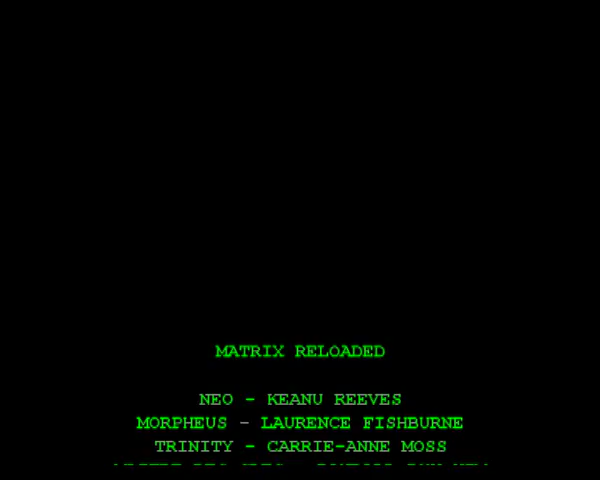 MATRIX RELOADED
NEO - KEANU REEVES
MORPHEUS - LAURENCE FISHBURNE
TRINITY - CARRIE-ANNE MOSS